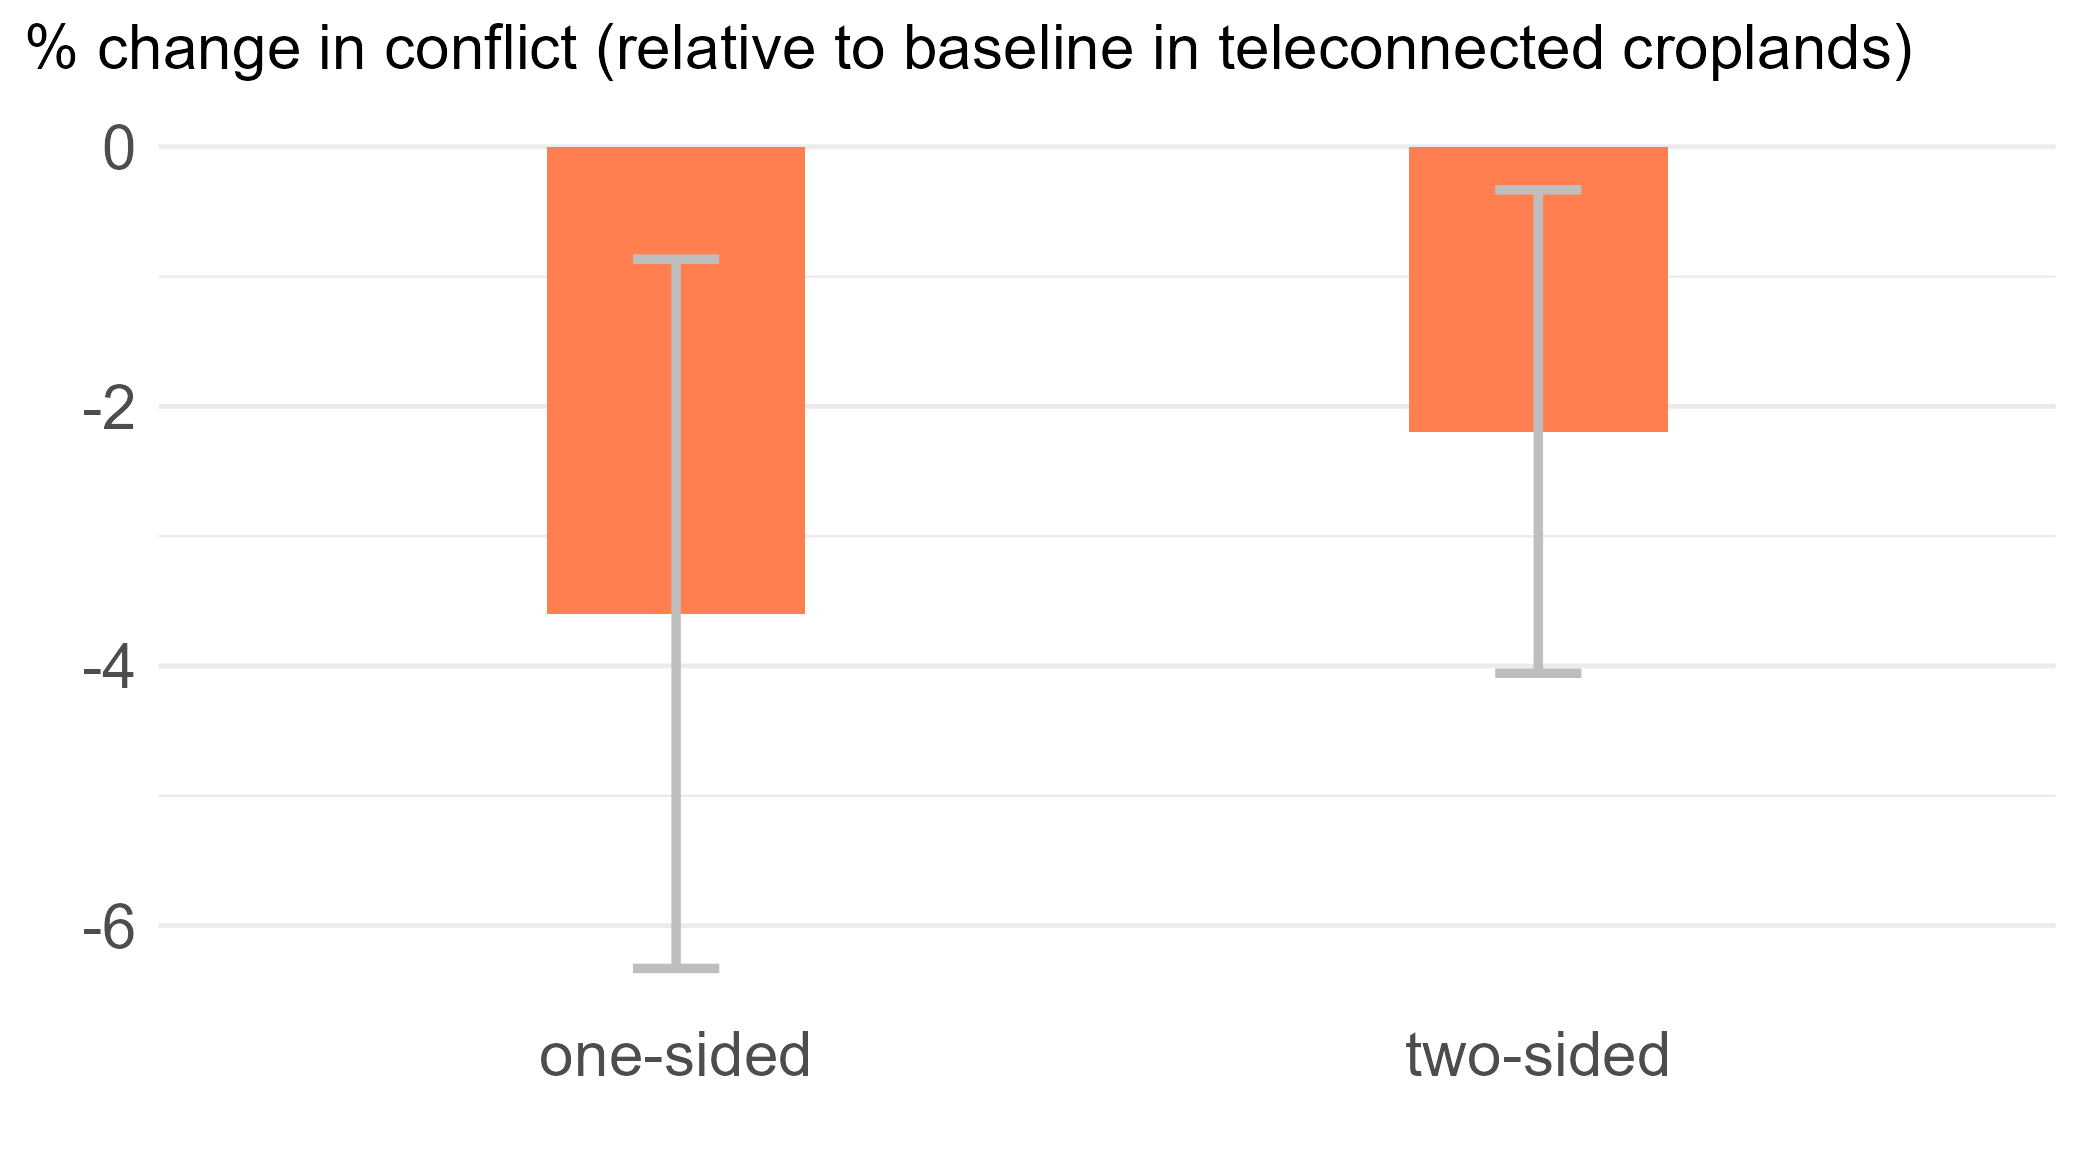 % change in conflict (relative to baseline in teleconnected croplands)
0
-2
-4
-6
one-sided two-sided